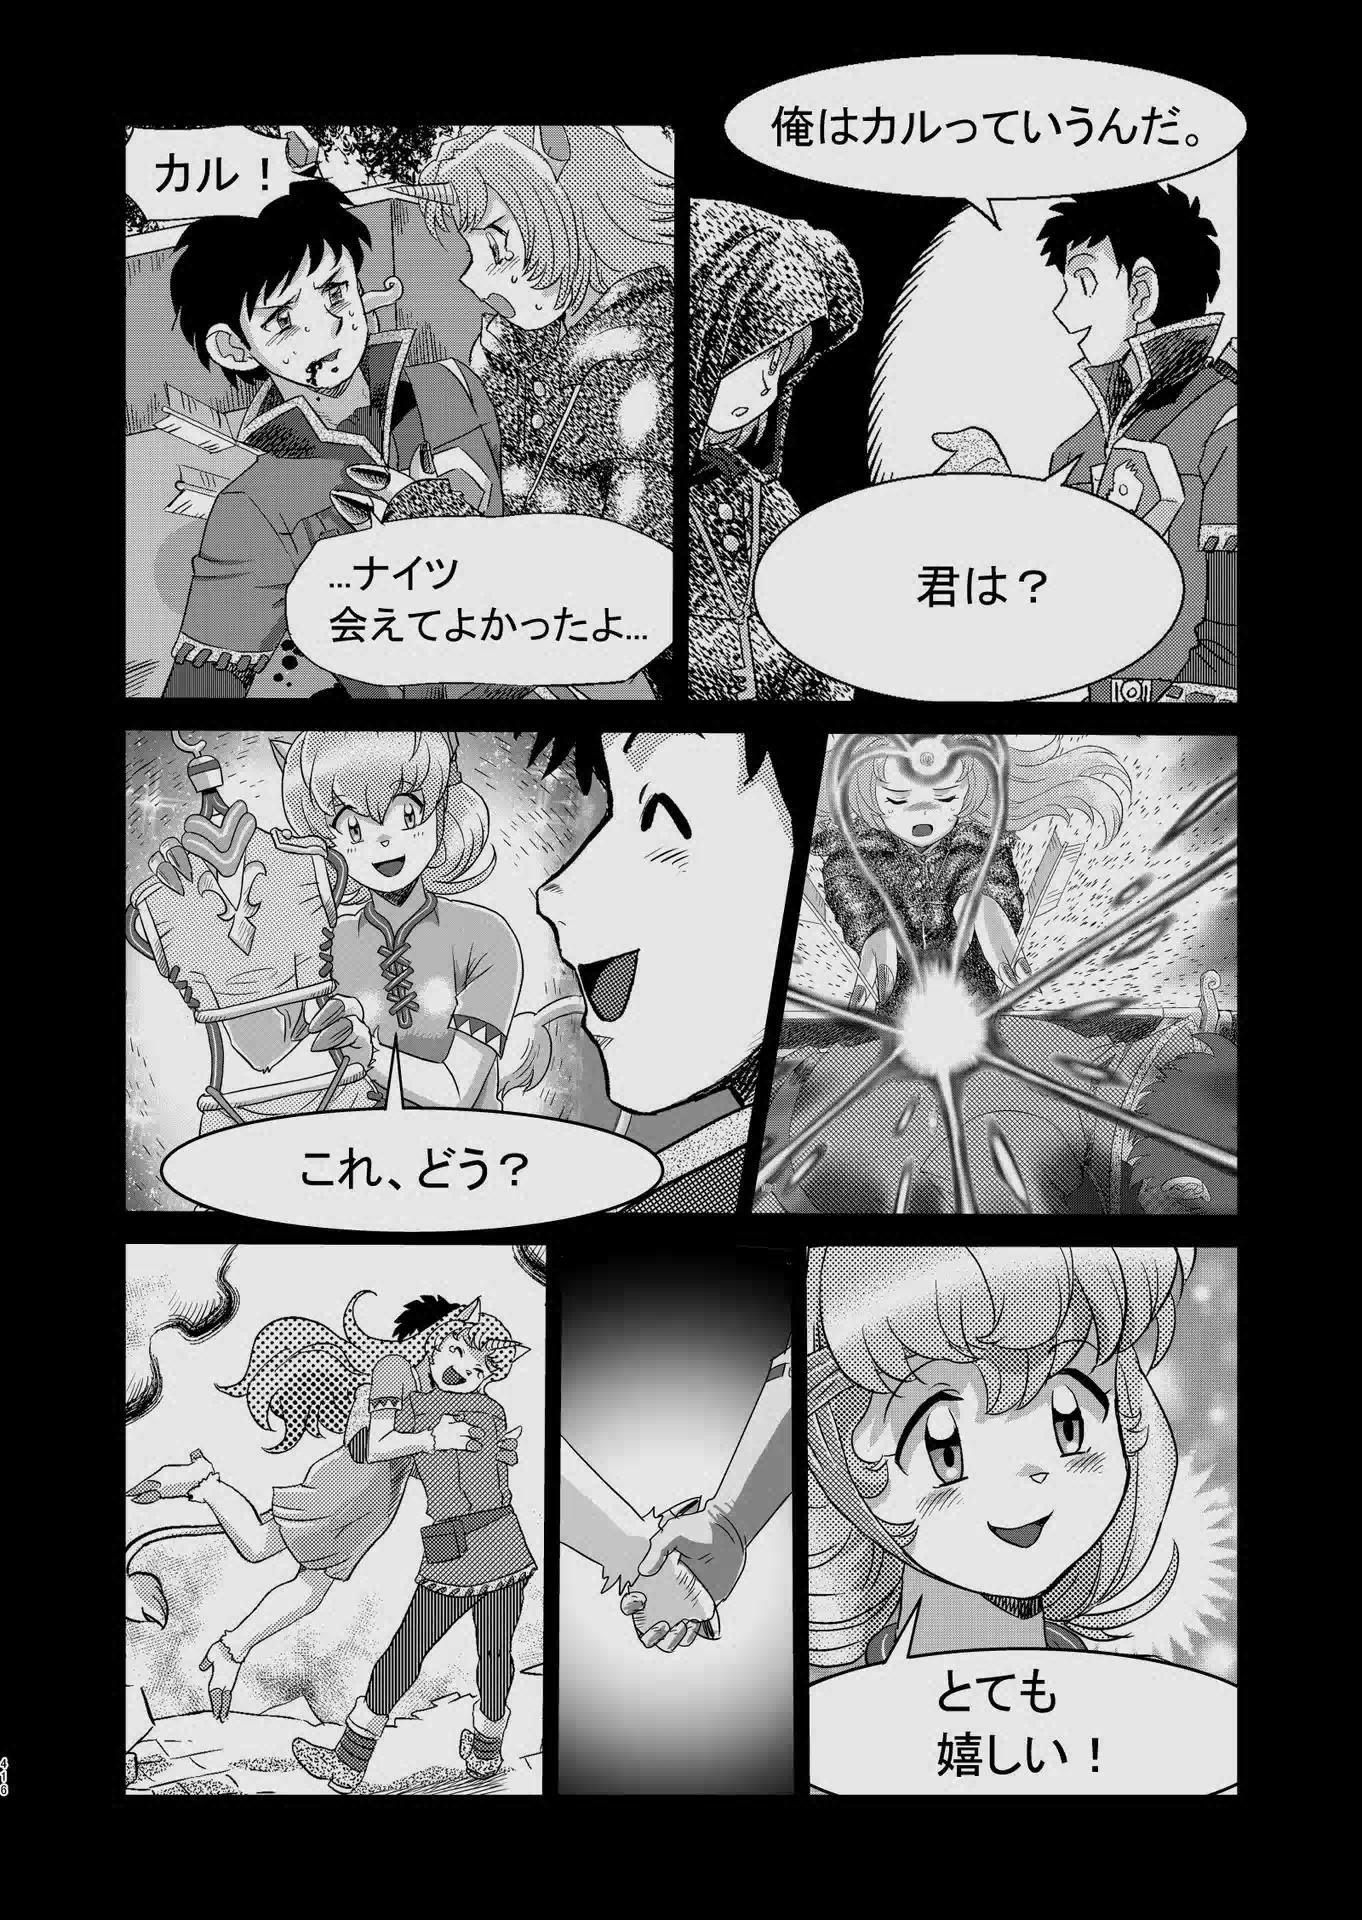 俺はカルっていうんだ。
君は？
カル！
…ナイツ
会えてよかったよ…
これ、どう？
とても
嬉しい！
416